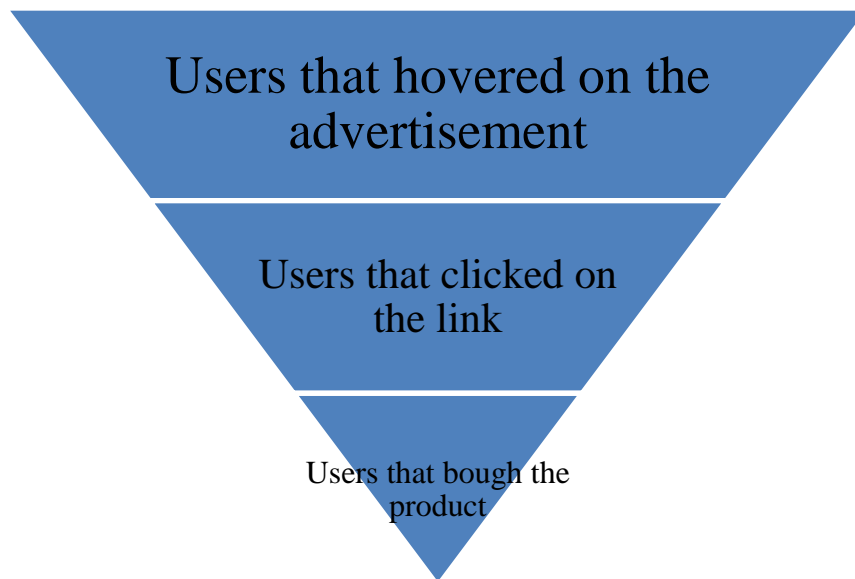 Users that hovered on the
advertisement
Users that clicked on
the link
Users that bough the
product